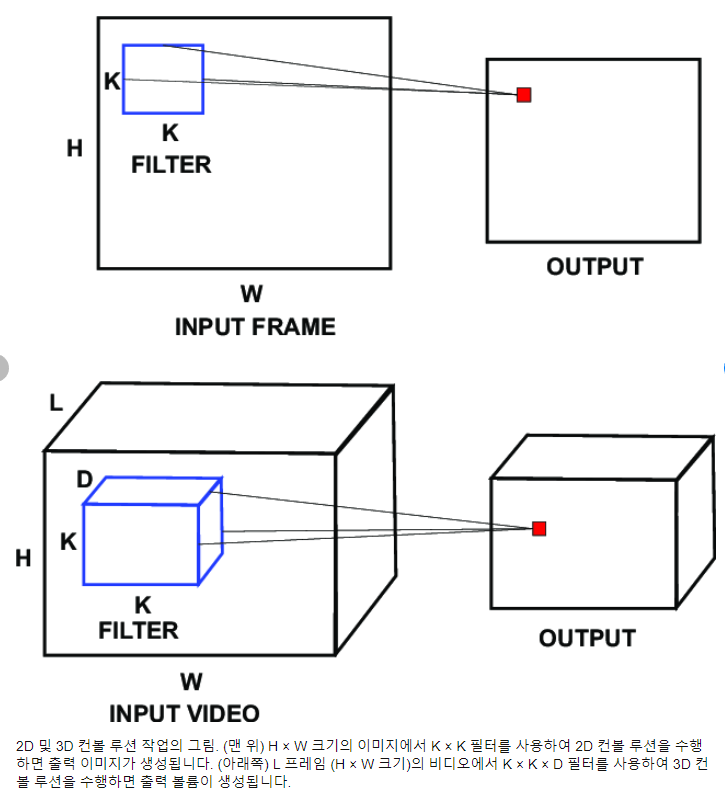 K
H
K
FILTER
OUTPUT
W
INPUT FRAME
L
D
K
H
K
FILTER
OUTPUT
W
INPUT VIDEO
2D 및 3D 컨볼 루션 작업의 그림. (맨 위) H × W 크기의 이미지에서 K × K 필터를 사용하여 2D 컨볼 루션을 수행
하면 출력 이미지가 생성됩니다. (아래쪽) L 프레임 (H × W 크기)의 비디오에서 K × K × D 필터를 사용하여 3D 컨
볼 루션을 수행하면 출력 볼륨이 생성됩니다.